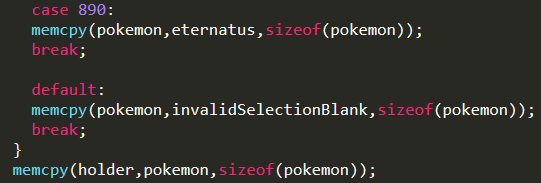 case 890:
memcpy(pokemon,eternatus,sizeof(pokemon));
break;
default:
memcpy(pokemon,invalidSelectionBlank,sizeof(pokemon));
break;
}
memcpy(holder,pokemon,sizeof(pokemon));